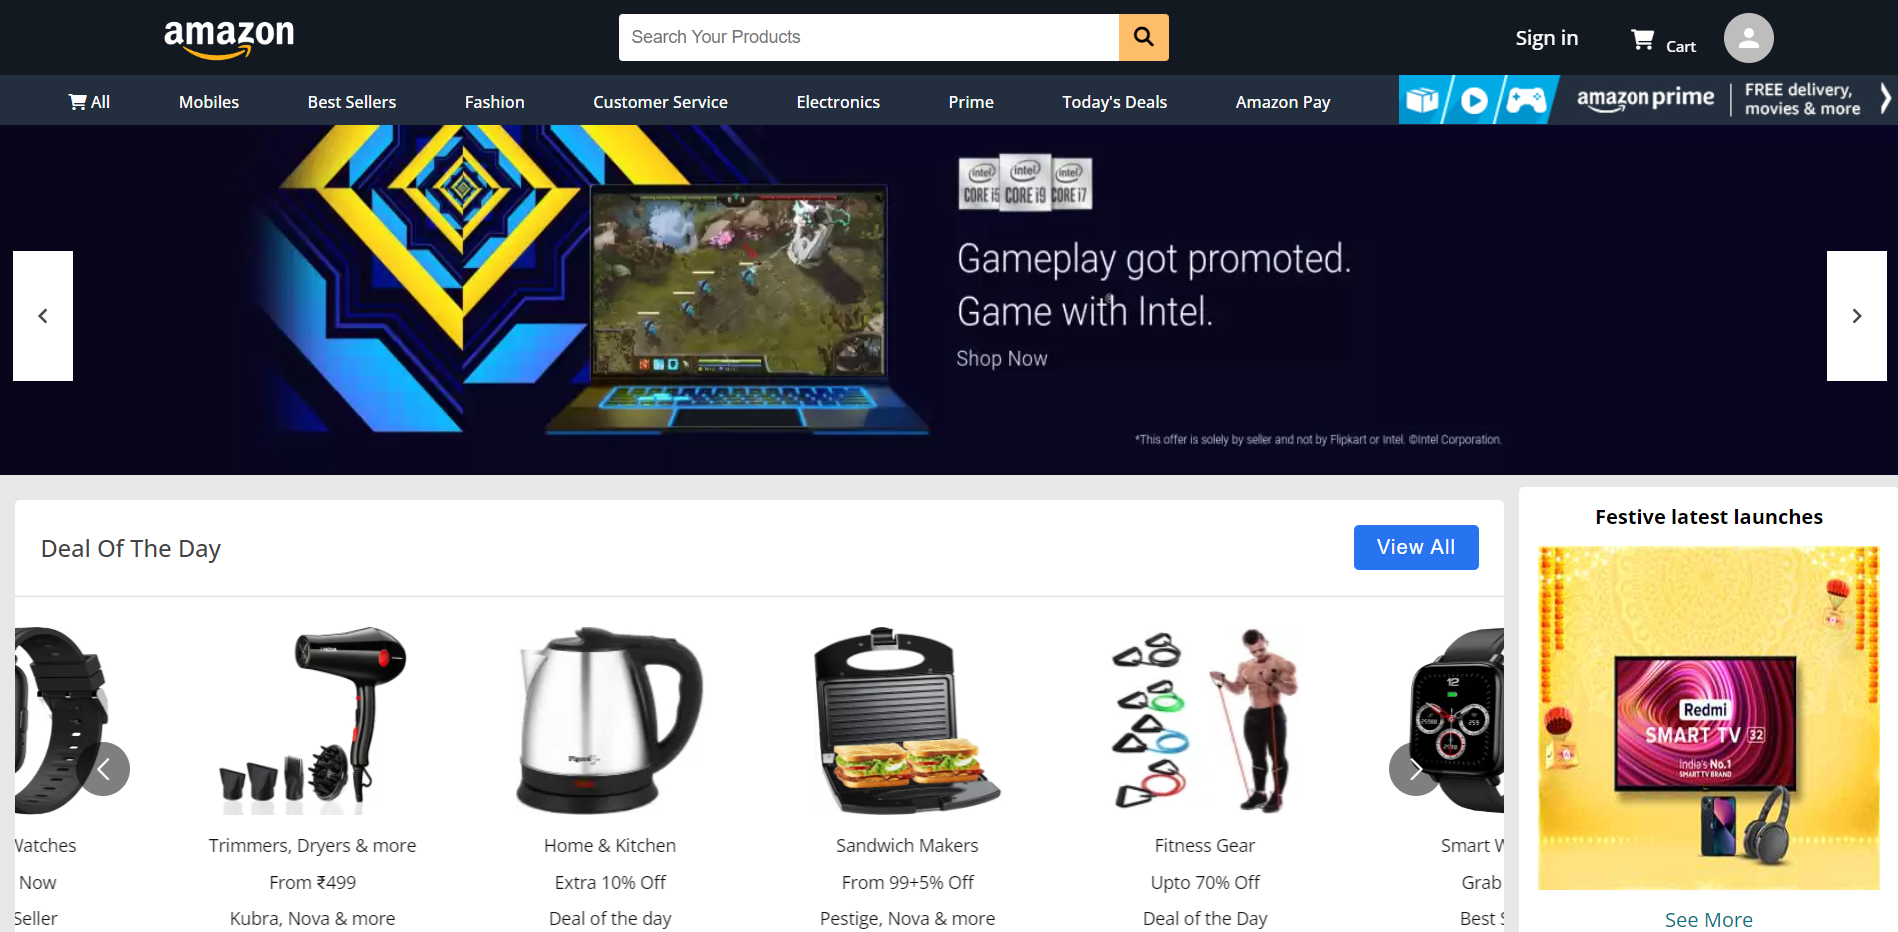 amazon
Search Your Products
Sign in
Cart
All
Mobiles
Best Sellers
Fashion
Customer Service
Electronics
Prime
Today's Deals
Amazon Pay
amazon prime
FREE delivery,
movies & more
intel intel intel
CORE i5 CORE i9 CORE i7
Gameplay got promoted.
Game with Intel.
Shop Now
*This offer is solely by seller and not by Flipkart or Intel. ©Intel Corporation.
Deal Of The Day
View All
Watches
Now
Seller
NOVA
Trimmers, Dryers & more
From ₹499
Kubra, Nova & more
Pigeon
Home & Kitchen
Extra 10% Off
Deal of the day
Sandwich Makers
From 99+5% Off
Pestige, Nova & more
Fitness Gear
Upto 70% Off
Deal of the Day
12
Smart W
Grab
Best S
Festive latest launches
Redmi
SMART TV 32
India's No.1
SMART TV BRAND
See More